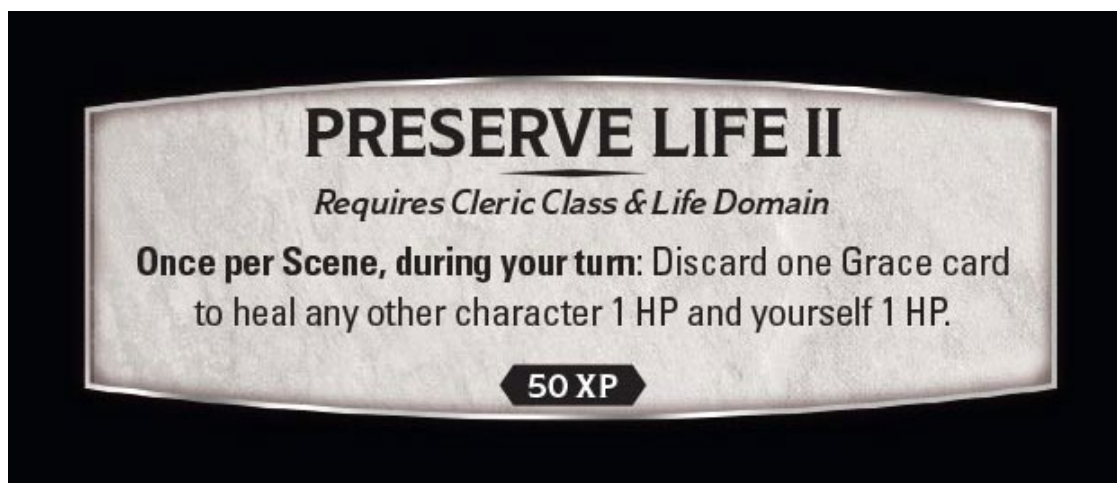 PRESERVE LIFE II
Requires Cleric Class & Life Domain
Once per Scene, during your turn: Discard one Grace card
to heal any other character 1 HP and yourself 1 HP.
50 XP